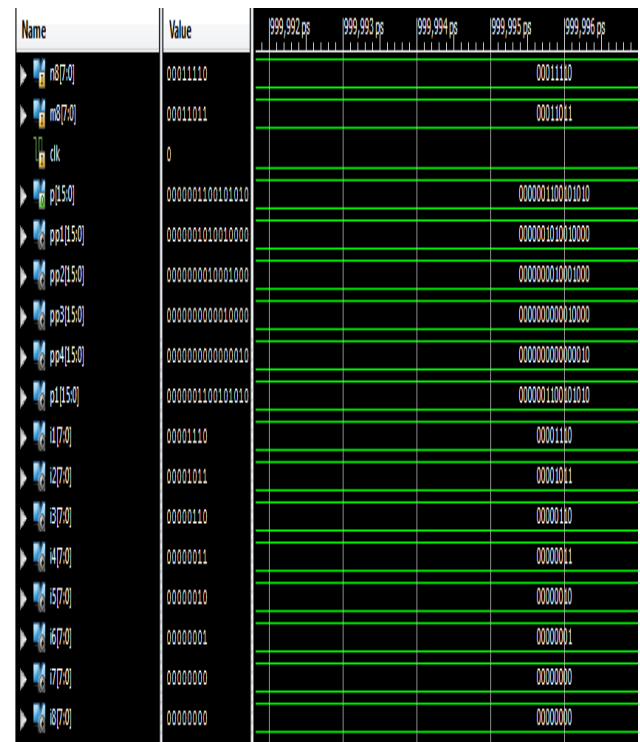 Name Value 999,992 ps 999,993 ps 999,994 ps 999,995 ps 999,996 ps
n8[7:0] 00011110 00011110
m8[7:0] 00011011 00011011
clk 0
p[15:0] 0000001100101010 0000001100101010
pp1[15:0] 0000001010010000 0000001010010000
pp2[15:0] 0000000010001000 0000000010001000
pp3[15:0] 0000000000010000 0000000000010000
pp4[15:0] 0000000000000010 0000000000000010
p1[15:0] 0000001100101010 0000001100101010
i1[7:0] 00001110 00001110
i2[7:0] 00001011 00001011
i3[7:0] 00000110 00000110
i4[7:0] 00000011 00000011
i5[7:0] 00000010 00000010
i6[7:0] 00000001 00000001
i7[7:0] 00000000 00000000
i8[7:0] 00000000 00000000